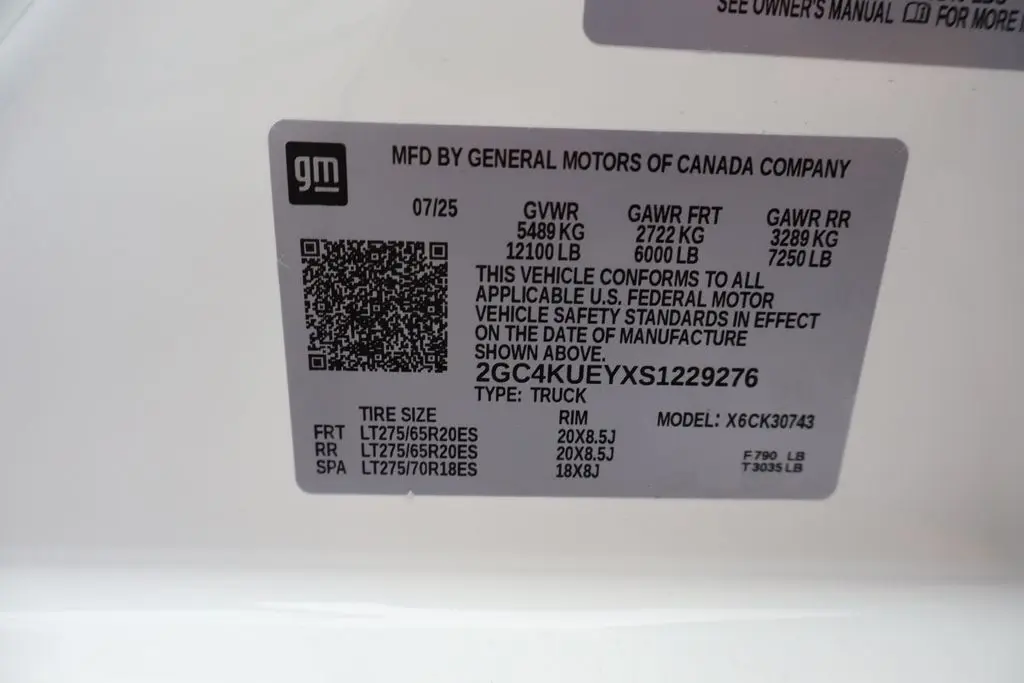 SEE OWNER'S MANUAL FOR MORE
gm
MFD BY GENERAL MOTORS OF CANADA COMPANY
07/25 GVWR GAWR FRT GAWR RR
5489 KG 2722 KG 3289 KG
12100 LB 6000 LB 7250 LB
THIS VEHICLE CONFORMS TO ALL
APPLICABLE U.S. FEDERAL MOTOR
VEHICLE SAFETY STANDARDS IN EFFECT
ON THE DATE OF MANUFACTURE
SHOWN ABOVE.
2GC4KUEYXS1229276
TYPE: TRUCK
TIRE SIZE RIM MODEL: X6CK30743
FRT LT275/65R20ES 20X8.5J
RR LT275/65R20ES 20X8.5J F 790 LB
SPA LT275/70R18ES 18X8J T 3035 LB